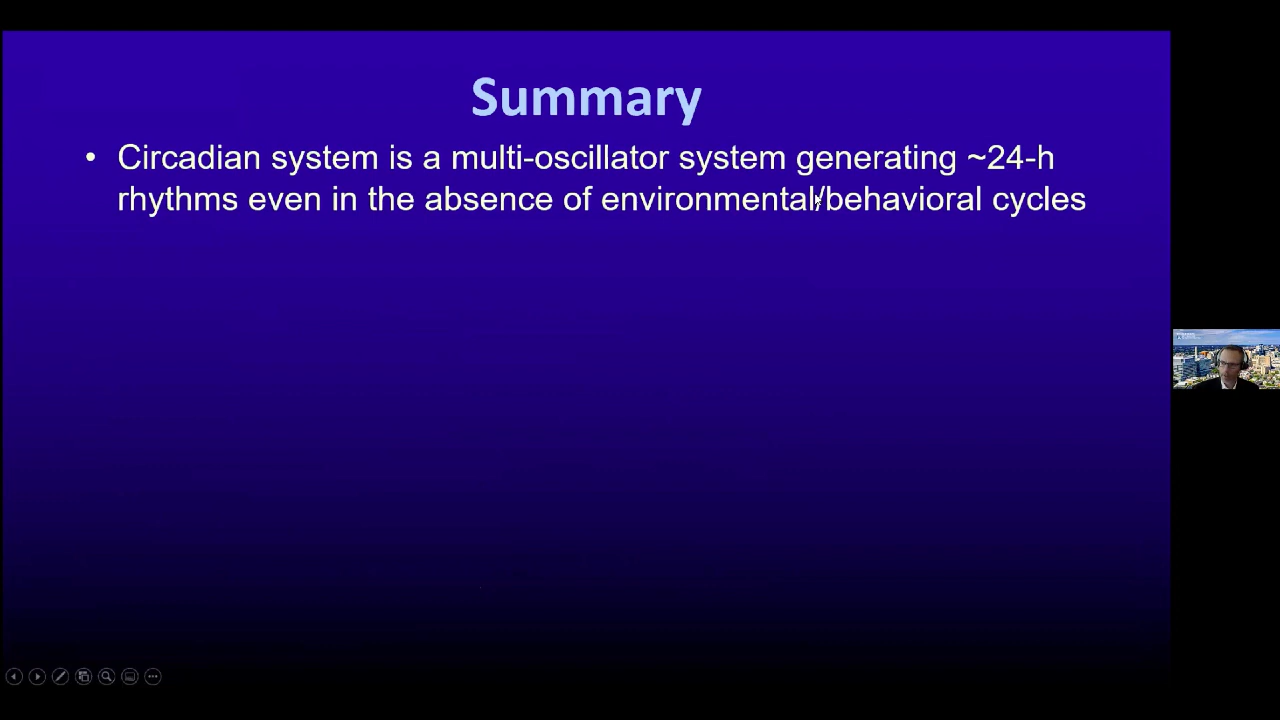 Summary
• Circadian system is a multi-oscillator system generating ~24-h
rhythms even in the absence of environmental/behavioral cycles